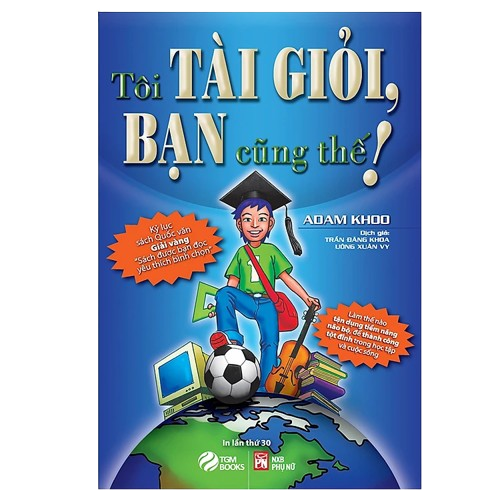 Tôi TÀI GIỎI,
BẠN cũng thế!
ADAM KHOO
Dịch giả:
TRẦN ĐĂNG KHOA
UÔNG XUÂN VY
Kỷ lục
sách Quốc văn
Giải vàng
"Sách được bạn đọc
yêu thích bình chọn"
Làm thế nào
tận dụng tiềm năng
não bộ, để thành công
tột đỉnh trong học tập
và cuộc sống
In lần thứ 30
TGM
BOOKS
PN
NXB
PHỤ NỮ